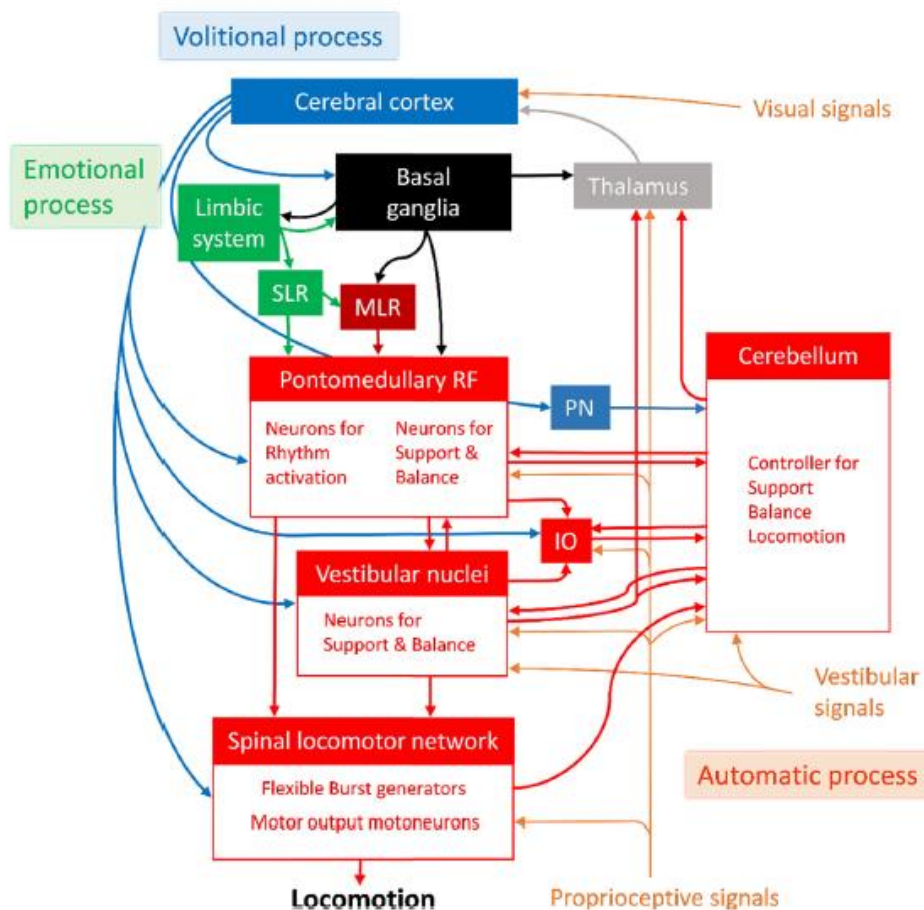 Volitional process
Cerebral cortex
Visual signals
Emotional
process
Basal
ganglia
Thalamus
Limbic
system
SLR
MLR
Cerebellum
Pontomedullary RF
PN
Neurons for
Rhythm
activation
Neurons for
Support &
Balance
Controller for
Support
Balance
Locomotion
IO
Vestibular nuclei
Neurons for
Support & Balance
Vestibular
signals
Spinal locomotor network
Automatic process
Flexible Burst generators
Motor output motoneurons
Locomotion
Proprioceptive signals